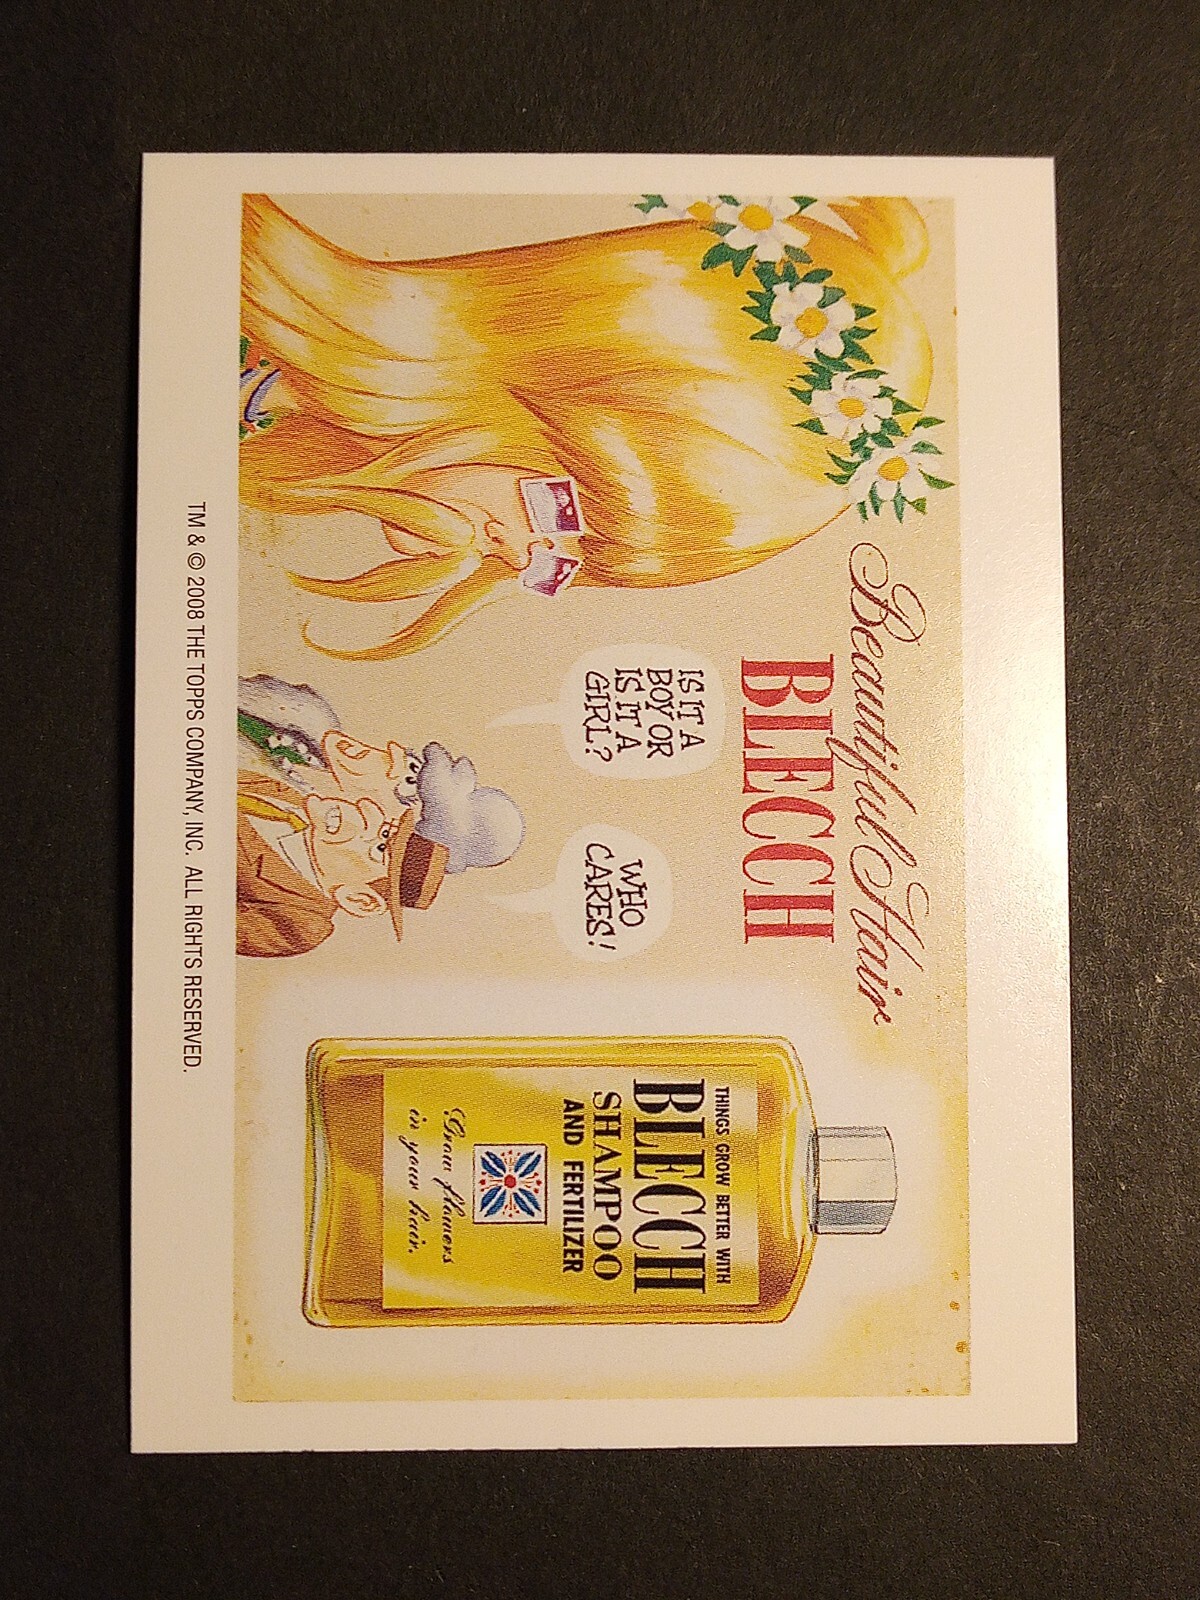 Beautiful Hair
BLECCH
IS IT A
BOY OR
IS IT A
GIRL?
WHO
CARES!
THINGS GROW BETTER WITH
BLECCH
SHAMPOO
AND FERTILIZER
Grow flowers
in your hair.
TM & © 2008 THE TOPPS COMPANY, INC. ALL RIGHTS RESERVED.